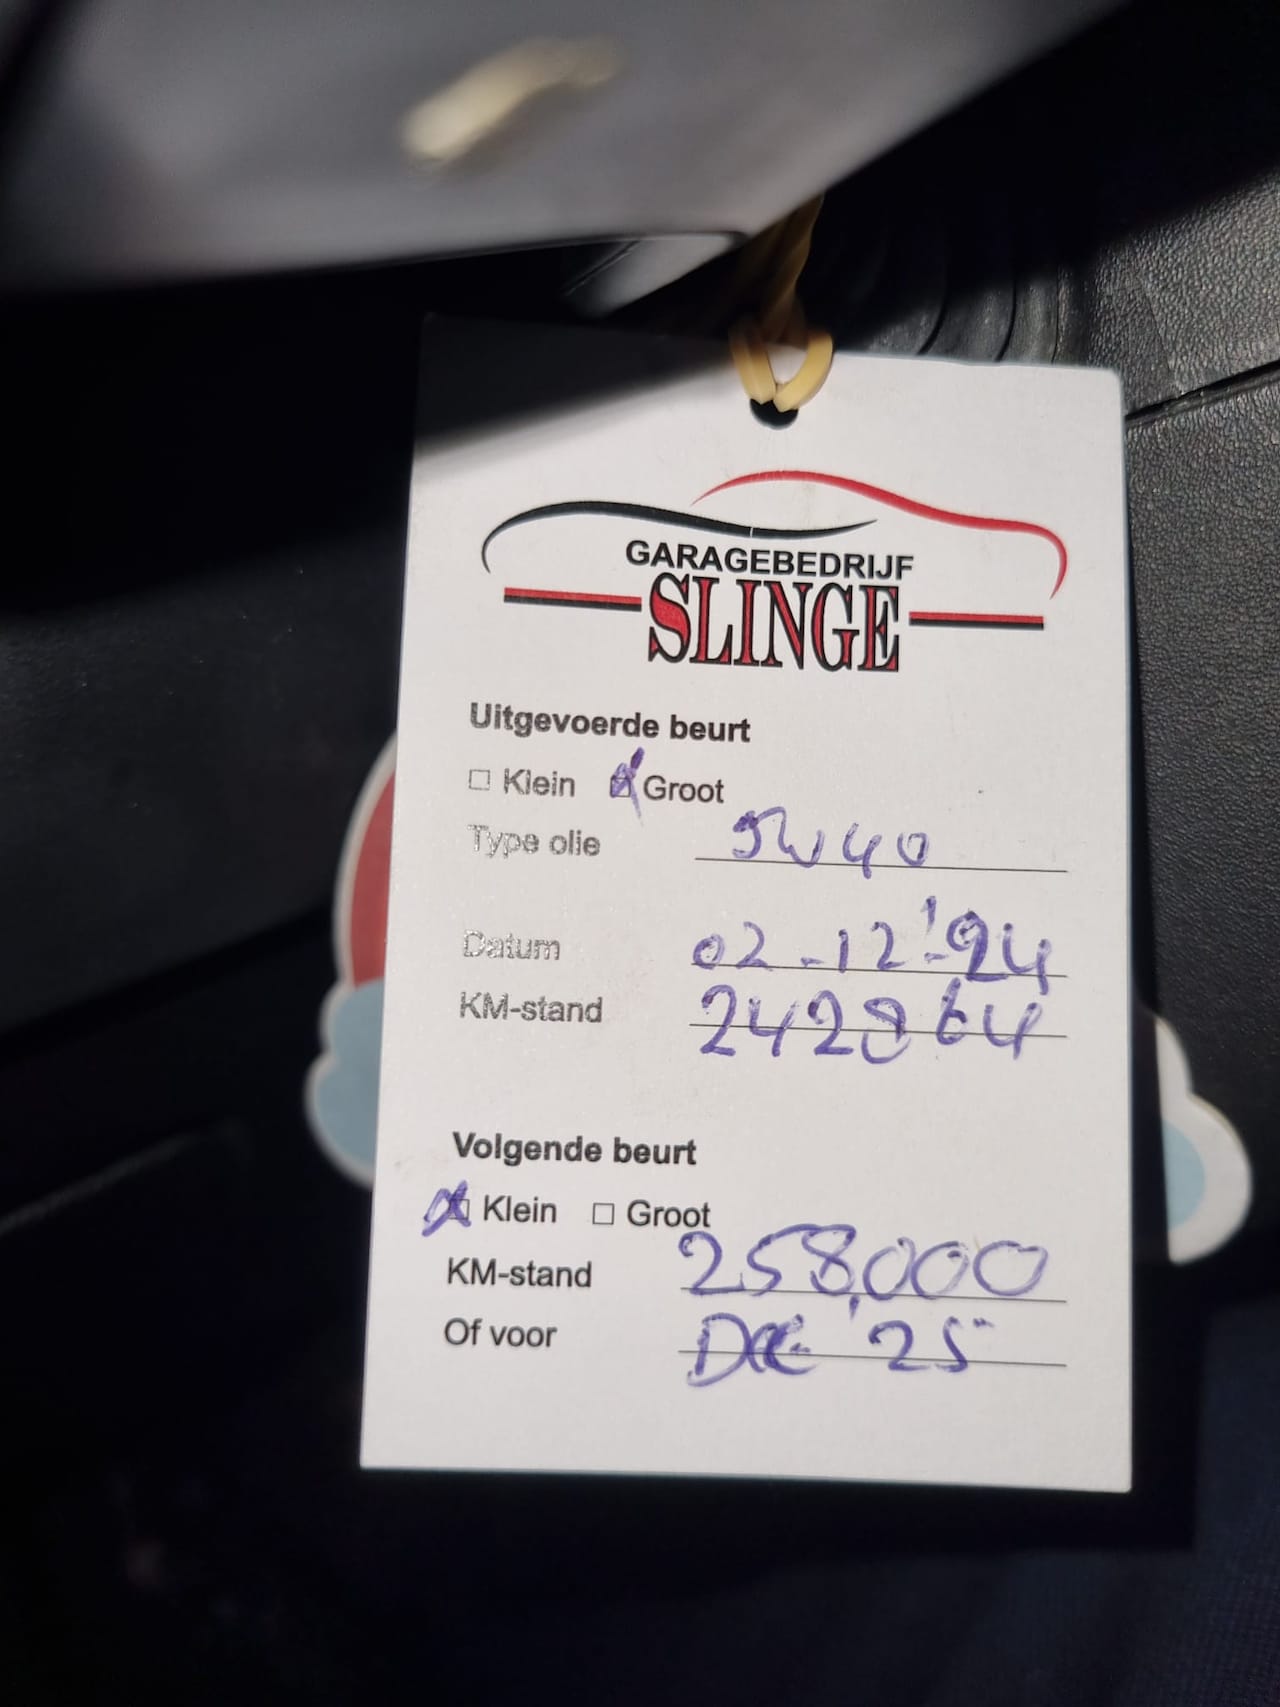 GARAGEBEDRIJF
SLINGE
Uitgevoerde beurt
☐ Klein ☒ Groot
Type olie 5W40
Datum 02-12-'24
KM-stand 242864
Volgende beurt
☒ Klein ☐ Groot
KM-stand 258,000
Of voor Dec '25